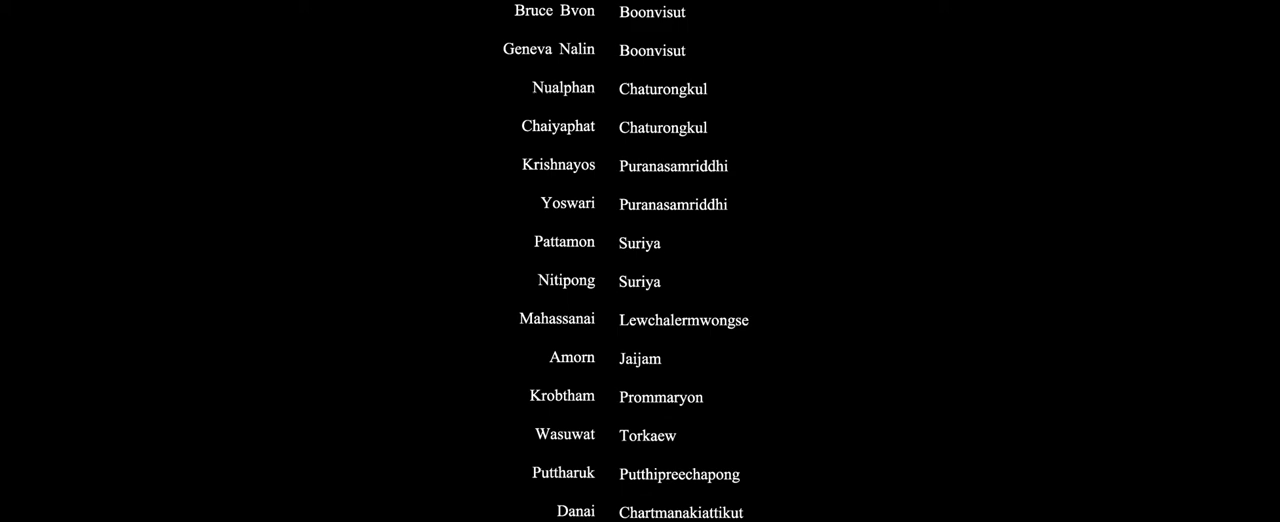 Bruce Bvon Boonvisut
Geneva Nalin Boonvisut
Nualphan Chaturongkul
Chaiyaphat Chaturongkul
Krishnayos Puranasamriddhi
Yoswari Puranasamriddhi
Pattamon Suriya
Nitipong Suriya
Mahassanai Lewchalermwongse
Amorn Jaijam
Krobtham Prommaryon
Wasuwat Torkaew
Puttharuk Putthipreechapong
Danai Chartmanakiattikut